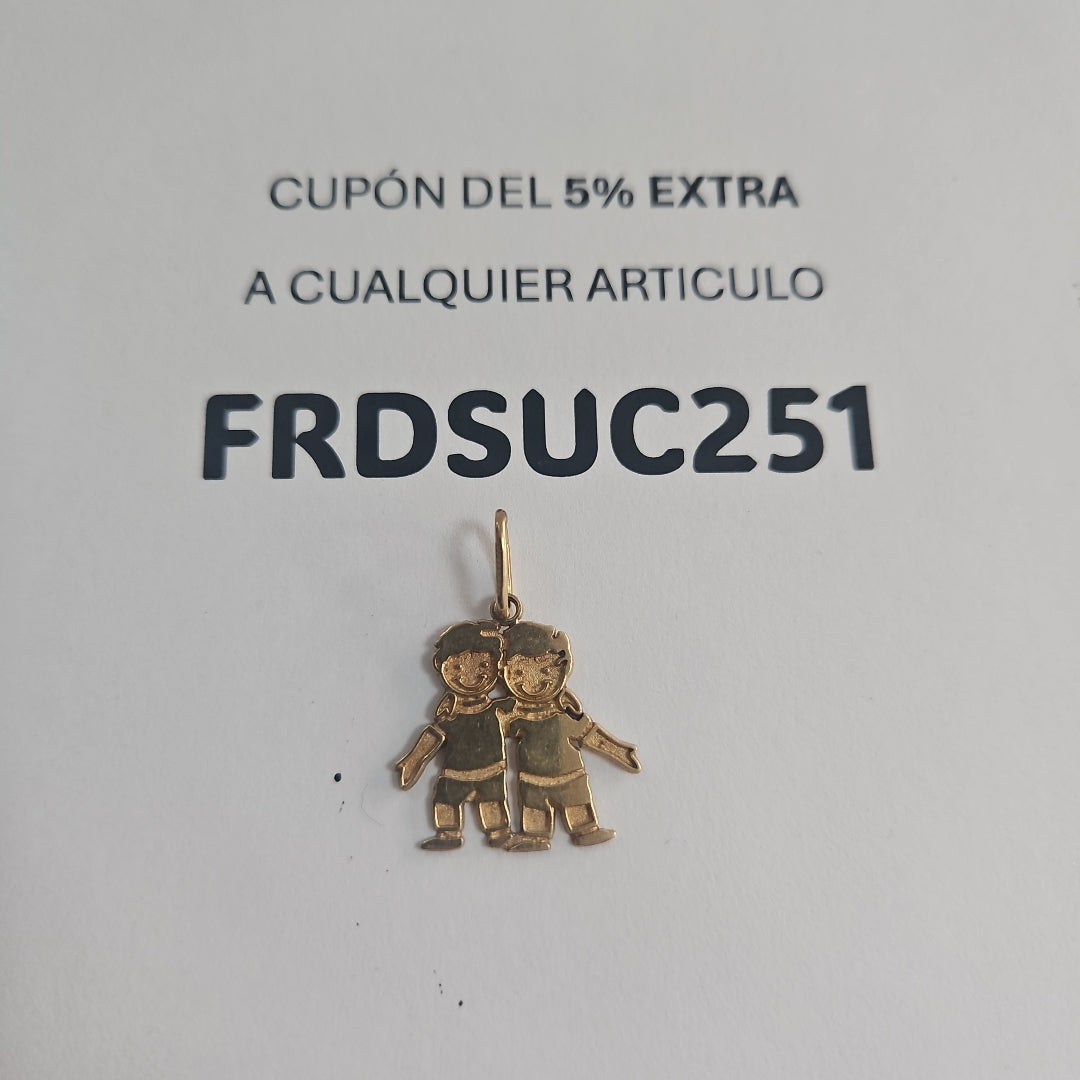 CUPÓN DEL 5% EXTRA
A CUALQUIER ARTICULO
FRDSUC251